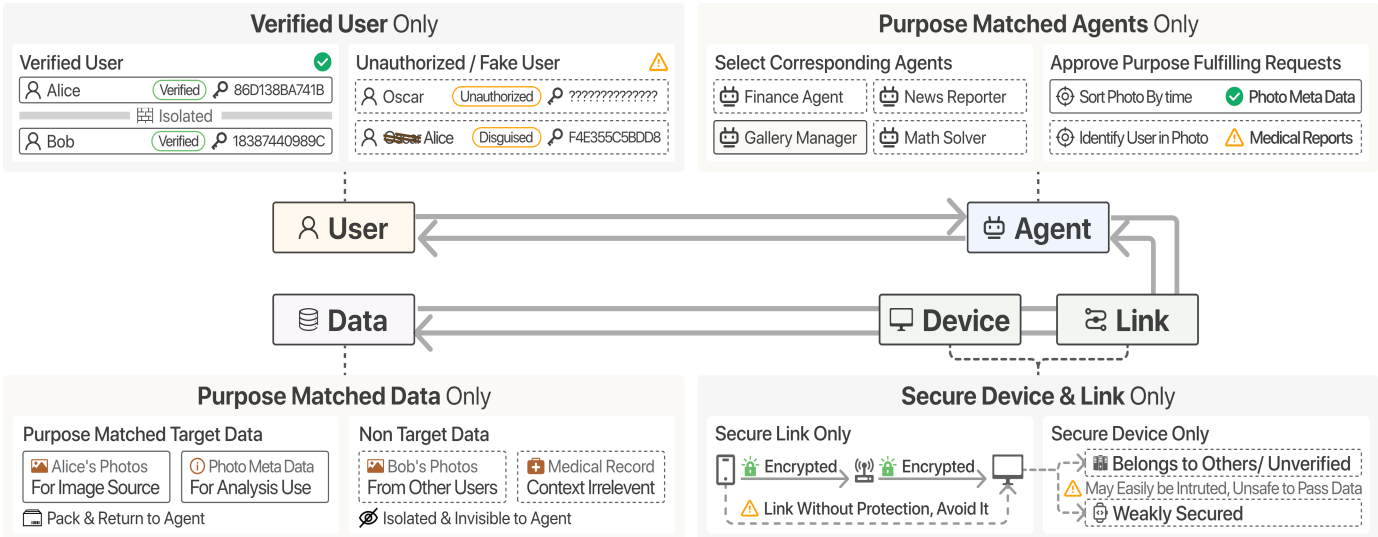 Verified User Only
Verified User
Alice Verified 86D138BA741B
Isolated
Bob Verified 18387440989C
Unauthorized / Fake User
Oscar Unauthorized ??????????????
Oscar Alice Disguised F4E355C5BDD8
Purpose Matched Agents Only
Select Corresponding Agents
Finance Agent News Reporter
Gallery Manager Math Solver
Approve Purpose Fulfilling Requests
Sort Photo By time Photo Meta Data
Identify User in Photo Medical Reports
User Agent
Data Device Link
Purpose Matched Data Only
Purpose Matched Target Data
Alice's Photos Photo Meta Data
For Image Source For Analysis Use
Pack & Return to Agent
Non Target Data
Bob's Photos Medical Record
From Other Users Context Irrelevent
Isolated & Invisible to Agent
Secure Device & Link Only
Secure Link Only
Encrypted Encrypted
Link Without Protection, Avoid It
Secure Device Only
Belongs to Others/ Unverified
May Easily be Intruted, Unsafe to Pass Data
Weakly Secured